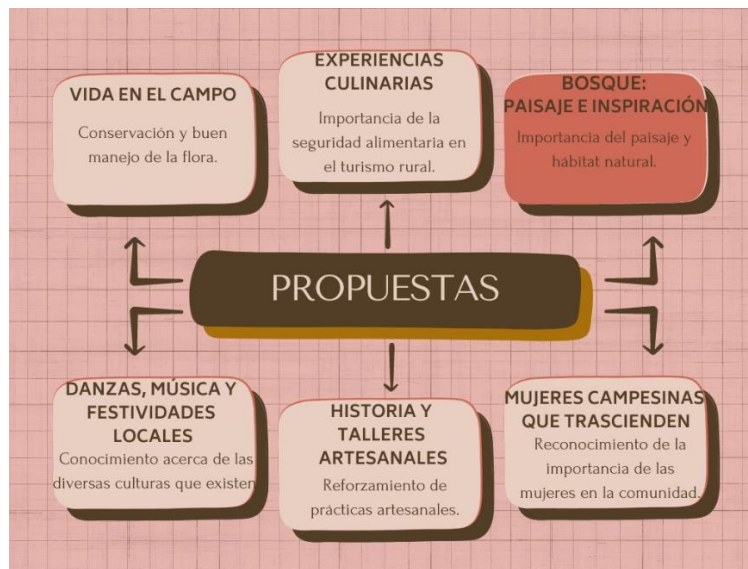 VIDA EN EL CAMPO
Conservación y buen
manejo de la flora.
EXPERIENCIAS
CULINARIAS
Importancia de la
seguridad alimentaria en
el turismo rural.
BOSQUE:
PAISAJE E INSPIRACIÓN
Importancia del paisaje y
hábitat natural.
PROPUESTAS
DANZAS, MÚSICA Y
FESTIVIDADES
LOCALES
Conocimiento acerca de las
diversas culturas que existen
HISTORIA Y
TALLERES
ARTESANALES
Reforzamiento de
prácticas artesanales.
MUJERES CAMPESINAS
QUE TRASCIENDEN
Reconocimiento de la
importancia de las
mujeres en la comunidad.